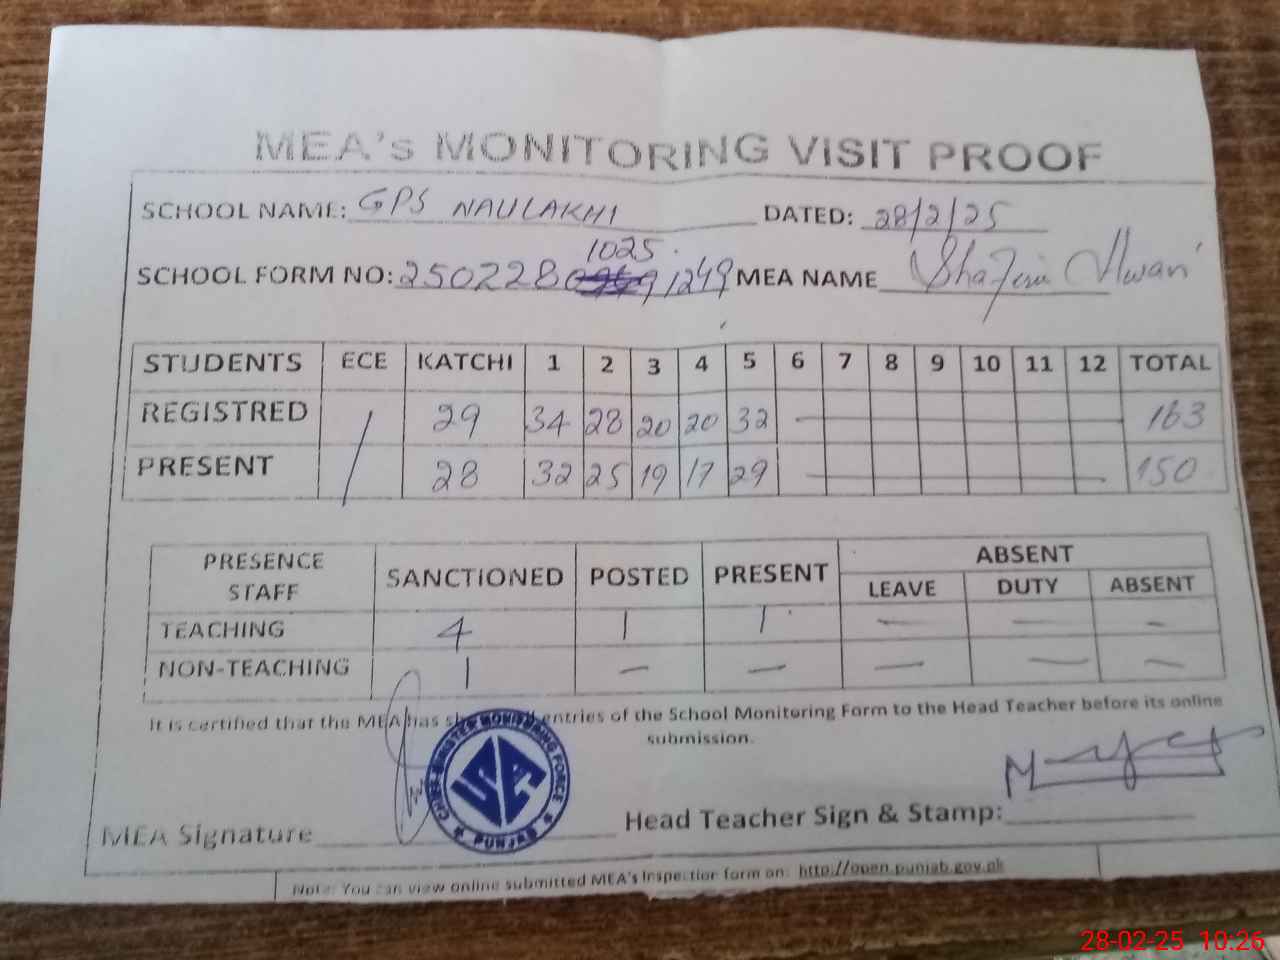 MEA's MONITORING VISIT PROOF
SCHOOL NAME: GPS NAULAKHI DATED: 28/2/25
1025
SCHOOL FORM NO: 2502280 91249 MEA NAME
STUDENTS ECE KATCHI 1 2 3 4 5 6 7 8 9 10 11 12 TOTAL
REGISTRED / 29 34 28 20 20 32 — 163
PRESENT 28 32 25 19 17 29 — 150
PRESENCE STAFF SANCTIONED POSTED PRESENT ABSENT
LEAVE DUTY ABSENT
TEACHING 4 1 1 — — —
NON-TEACHING 1 — — — — —
It is certified that the MEA has entries of the School Monitoring Form to the Head Teacher before its online
submission.
CHIEF MINISTER MONITORING FORCE
PUNJAB
MEA Signature Head Teacher Sign & Stamp:
Note: You can view online submitted MEA's Inspection form on: http://open.punjab.gov.pk
28-02-25 10:26